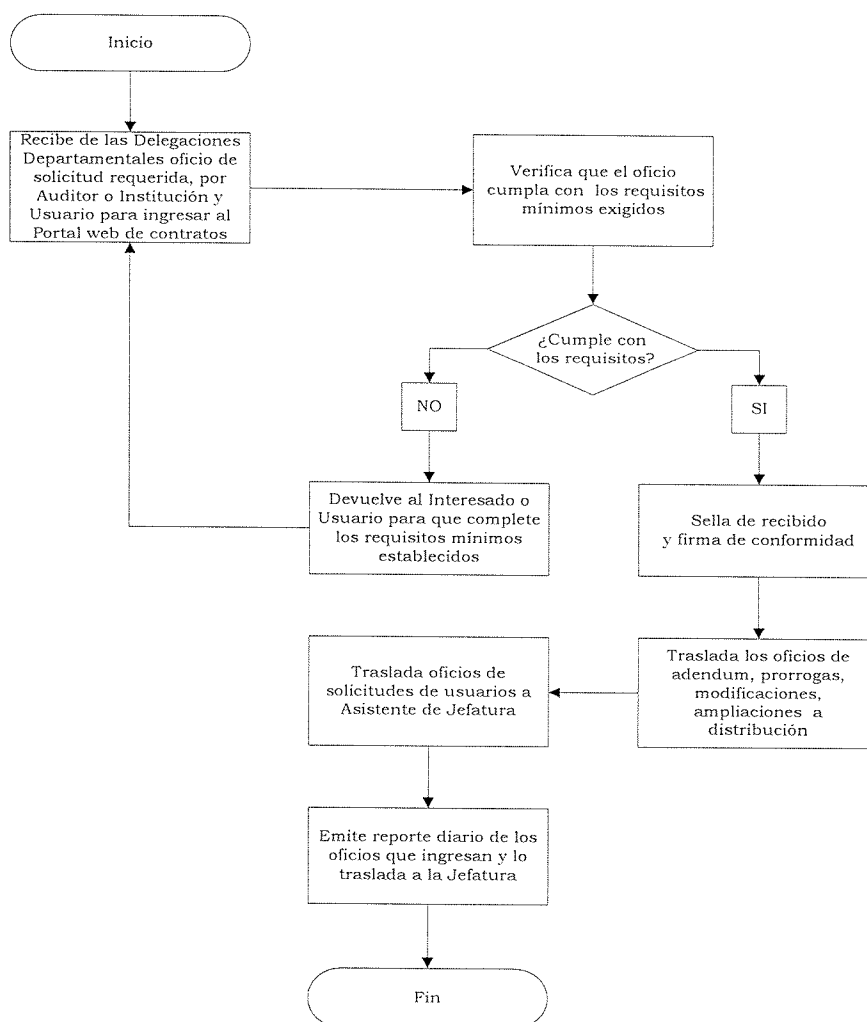 Inicio
Recibe de las Delegaciones
Departamentales oficio de
solicitud requerida, por
Auditor o Institución y
Usuario para ingresar al
Portal web de contratos
Verifica que el oficio
cumpla con los requisitos
mínimos exigidos
¿Cumple con
los requisitos?
NO
SI
Devuelve al Interesado o
Usuario para que complete
los requisitos mínimos
establecidos
Sella de recibido
y firma de conformidad
Traslada los oficios de
adendum, prorrogas,
modificaciones,
ampliaciones a
distribución
Traslada oficios de
solicitudes de usuarios a
Asistente de Jefatura
Emite reporte diario de los
oficios que ingresan y lo
traslada a la Jefatura
Fin